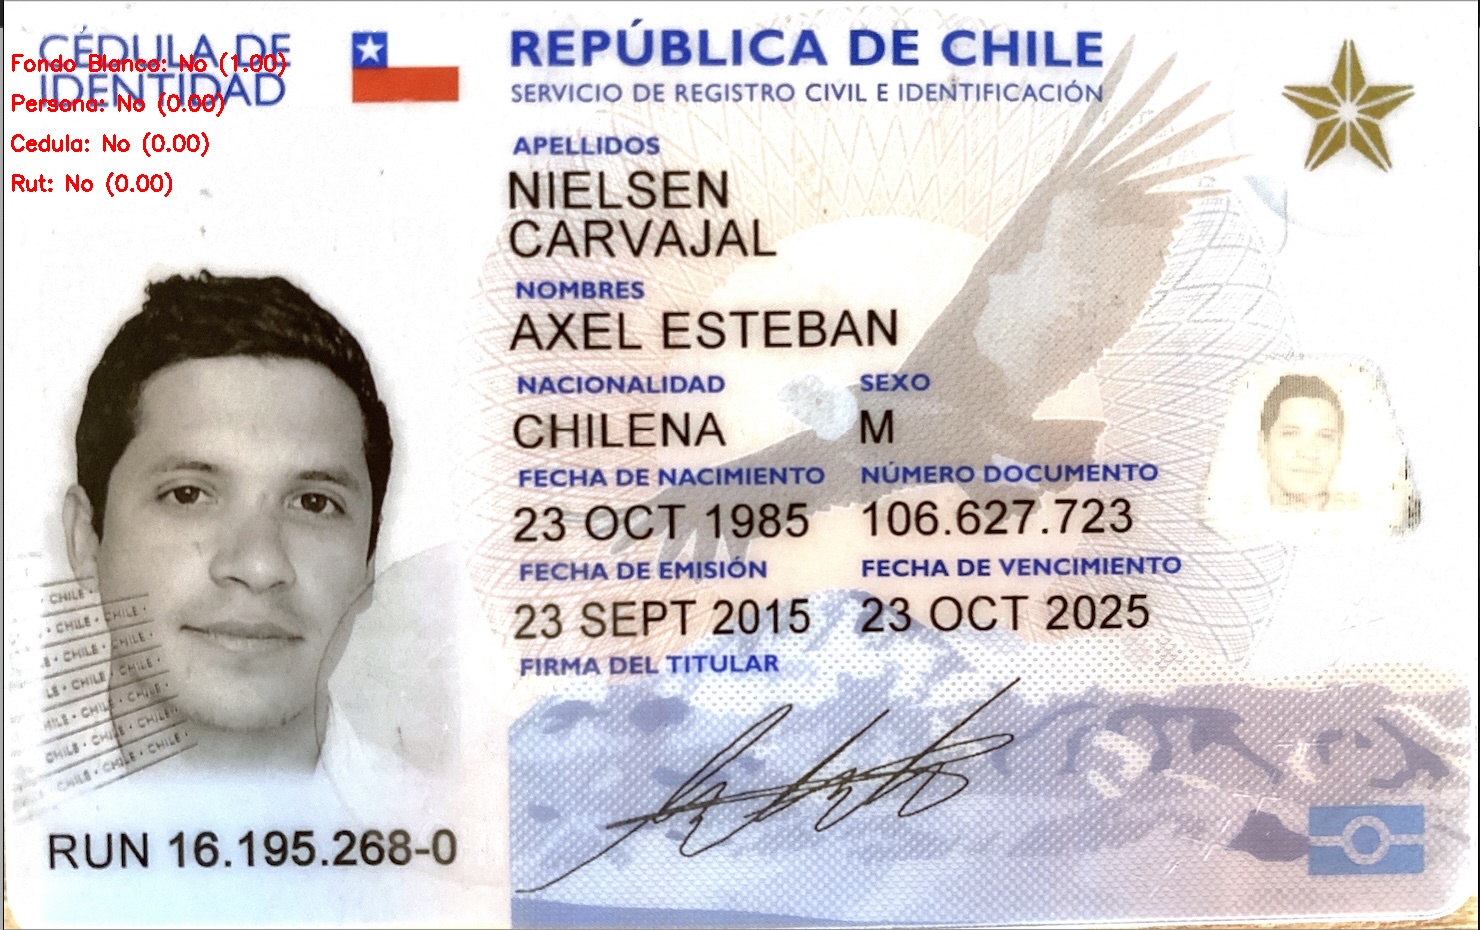 CÉDULA DE
IDENTIDAD
Fondo Blanco: No (1.00)
Persona: No (0.00)
Cedula: No (0.00)
Rut: No (0.00)
REPÚBLICA DE CHILE
SERVICIO DE REGISTRO CIVIL E IDENTIFICACIÓN
APELLIDOS
NIELSEN
CARVAJAL
NOMBRES
AXEL ESTEBAN
NACIONALIDAD SEXO
CHILENA M
FECHA DE NACIMIENTO NÚMERO DOCUMENTO
23 OCT 1985 106.627.723
FECHA DE EMISIÓN FECHA DE VENCIMIENTO
23 SEPT 2015 23 OCT 2025
FIRMA DEL TITULAR
CHILE ·
CHILE · CHILE ·
CHILE · CHILE ·
CHILE · CHILE ·
CHILE · CHILE · CHILE
CHILE · CHILE · CHILE ·
CHILE · CHILE · CHILE ·
RUN 16.195.268-0